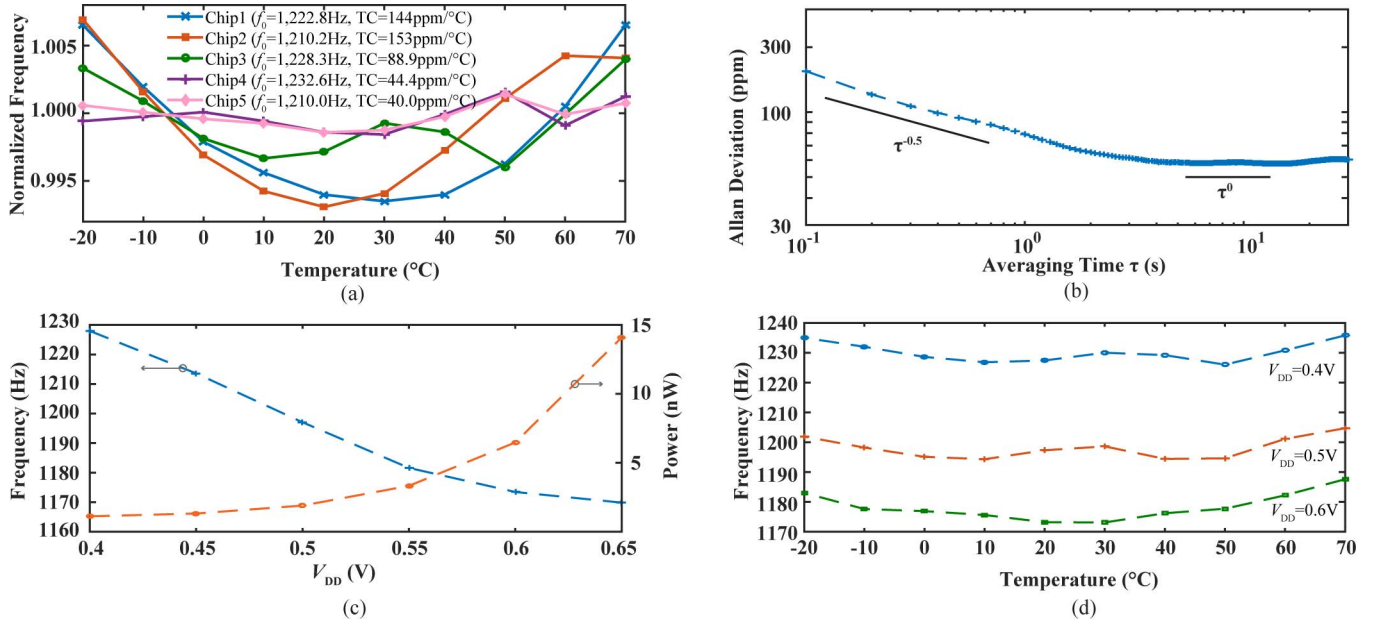 Chip1 (f₀=1,222.8Hz, TC=144ppm/°C)
Chip2 (f₀=1,210.2Hz, TC=153ppm/°C)
Chip3 (f₀=1,228.3Hz, TC=88.9ppm/°C)
Chip4 (f₀=1,232.6Hz, TC=44.4ppm/°C)
Chip5 (f₀=1,210.0Hz, TC=40.0ppm/°C)
Normalized Frequency
1.005
1.000
0.995
-20 -10 0 10 20 30 40 50 60 70
Temperature (°C)
(a)
Allan Deviation (ppm)
300
100
30
τ⁻⁰·⁵
τ⁰
10⁻¹ 10⁰ 10¹
Averaging Time τ (s)
(b)
Frequency (Hz)
1230
1220
1210
1200
1190
1180
1170
1160
15
10
5
Power (nW)
0.4 0.45 0.5 0.55 0.6 0.65
V_DD (V)
(c)
Frequency (Hz)
1240
1230
1220
1210
1200
1190
1180
1170
V_DD=0.4V
V_DD=0.5V
V_DD=0.6V
-20 -10 0 10 20 30 40 50 60 70
Temperature (°C)
(d)